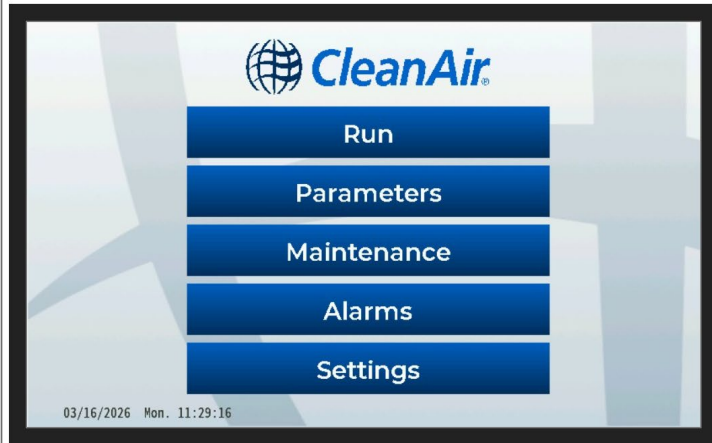 CleanAir®
Run
Parameters
Maintenance
Alarms
Settings
03/16/2026 Mon. 11:29:16